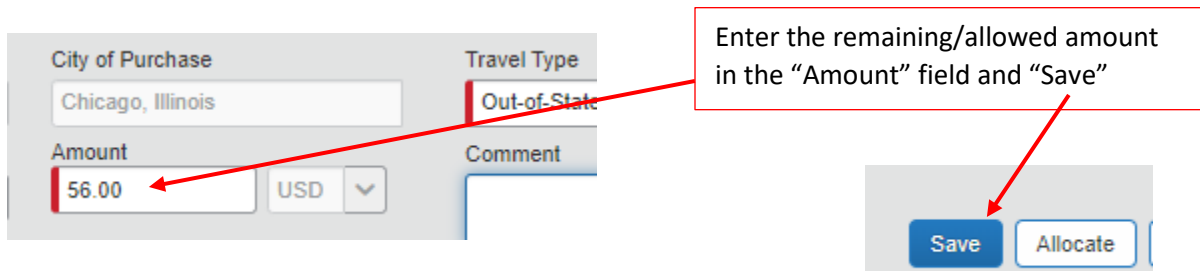 Enter the remaining/allowed amount
in the “Amount” field and “Save”
City of Purchase
Travel Type
Chicago, Illinois
Out-of-State
Amount
Comment
56.00
USD
Save
Allocate